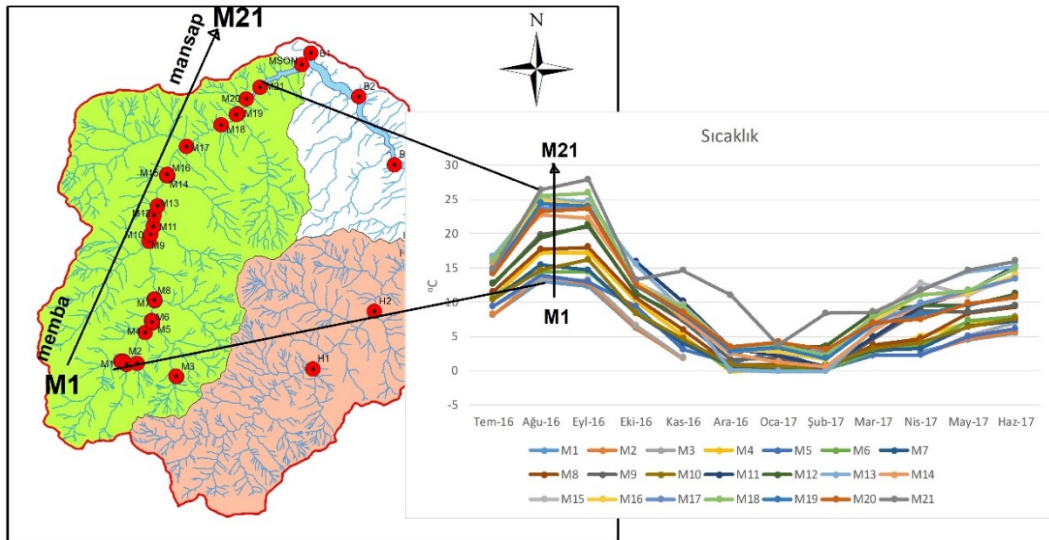 M21
mansap
N
B1
MSON
M21
B2
M20
M19
M18
B
M17
M16
M15
M14
M13
M12
M11
M10
M9
M8
M7
M6
M5
M4
M2
M1
M3
memba
M1
H
H2
H1
Sıcaklık
M21
M1
°C
30
25
20
15
10
5
0
-5
Tem-16 Ağu-16 Eyl-16 Eki-16 Kas-16 Ara-16 Oca-17 Şub-17 Mar-17 Nis-17 May-17 Haz-17
M1 M2 M3 M4 M5 M6 M7
M8 M9 M10 M11 M12 M13 M14
M15 M16 M17 M18 M19 M20 M21